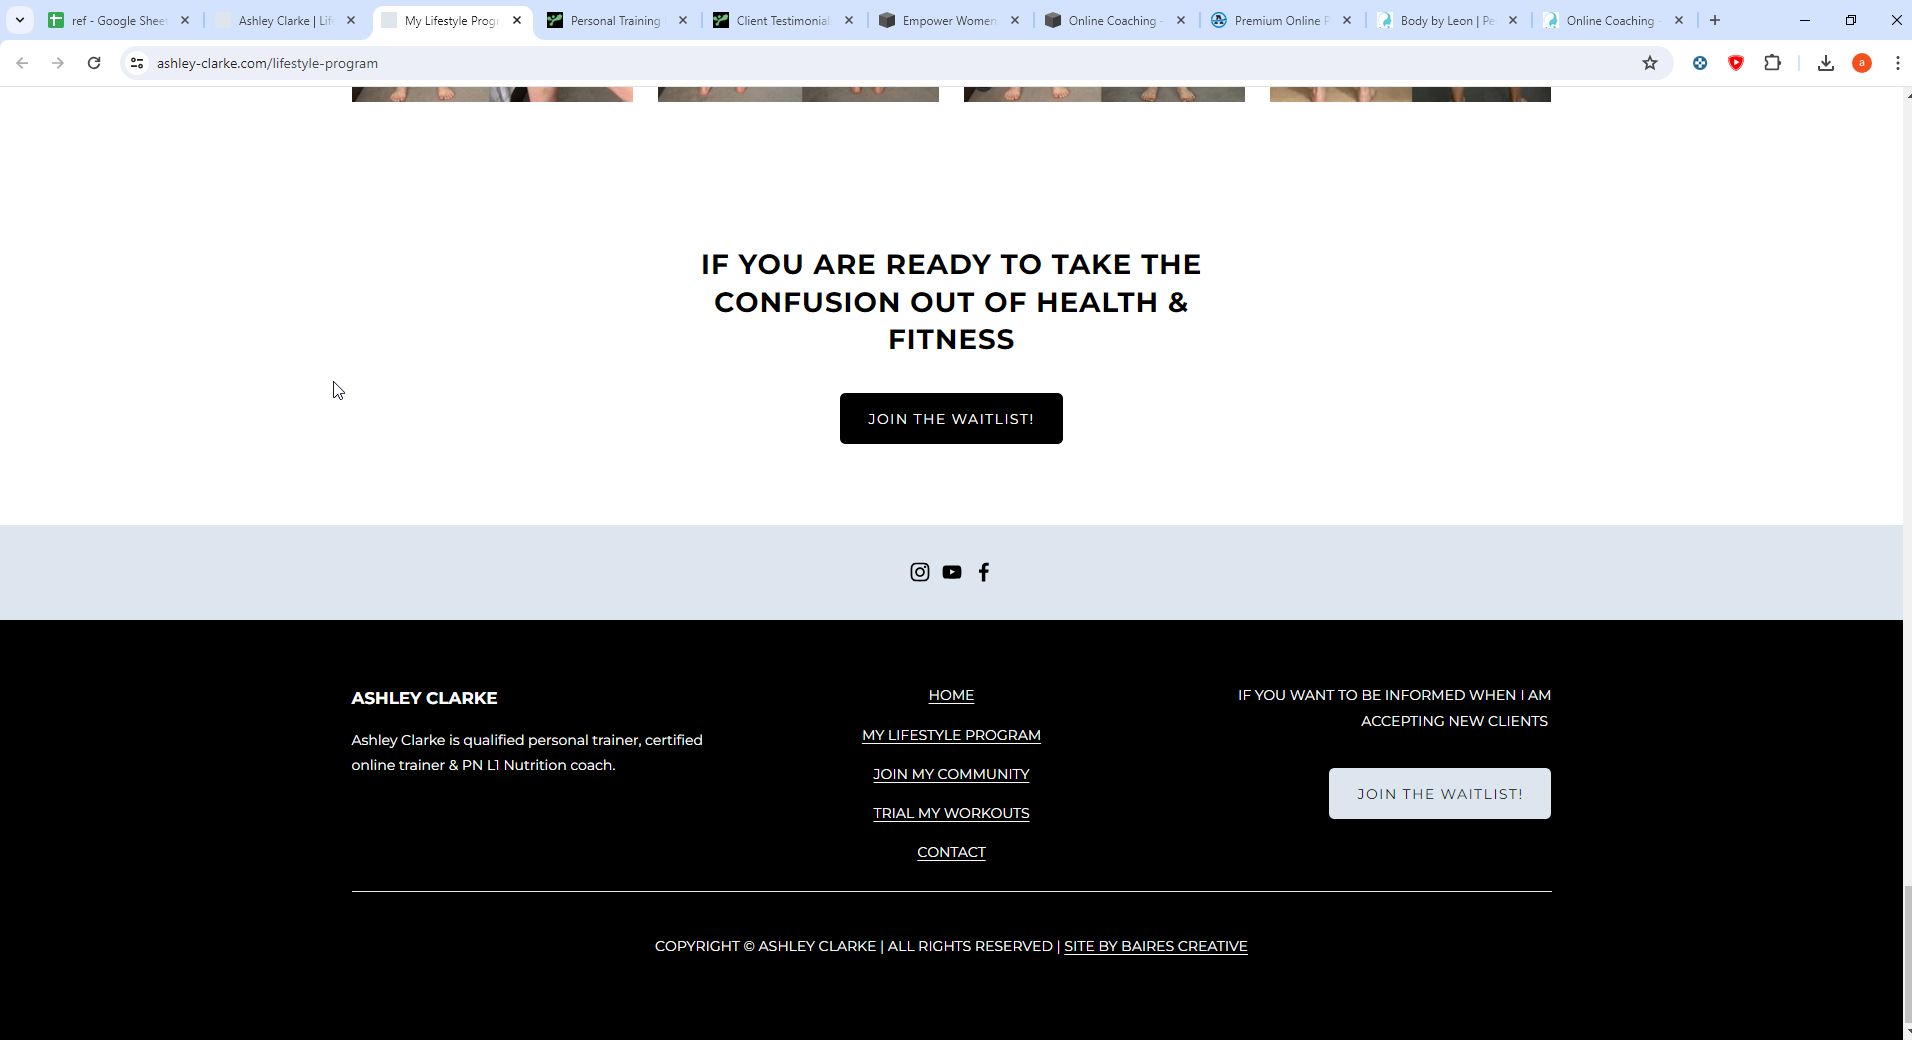 ref - Google Shee
Ashley Clarke | Lif
My Lifestyle Progr
Personal Training
Client Testimonial
Empower Women
Online Coaching -
Premium Online P
Body by Leon | Pe
Online Coaching -
ashley-clarke.com/lifestyle-program
a
IF YOU ARE READY TO TAKE THE
CONFUSION OUT OF HEALTH &
FITNESS
JOIN THE WAITLIST!
ASHLEY CLARKE
Ashley Clarke is qualified personal trainer, certified
online trainer & PN L1 Nutrition coach.
HOME
MY LIFESTYLE PROGRAM
JOIN MY COMMUNITY
TRIAL MY WORKOUTS
CONTACT
IF YOU WANT TO BE INFORMED WHEN I AM
ACCEPTING NEW CLIENTS
JOIN THE WAITLIST!
COPYRIGHT © ASHLEY CLARKE | ALL RIGHTS RESERVED | SITE BY BAIRES CREATIVE